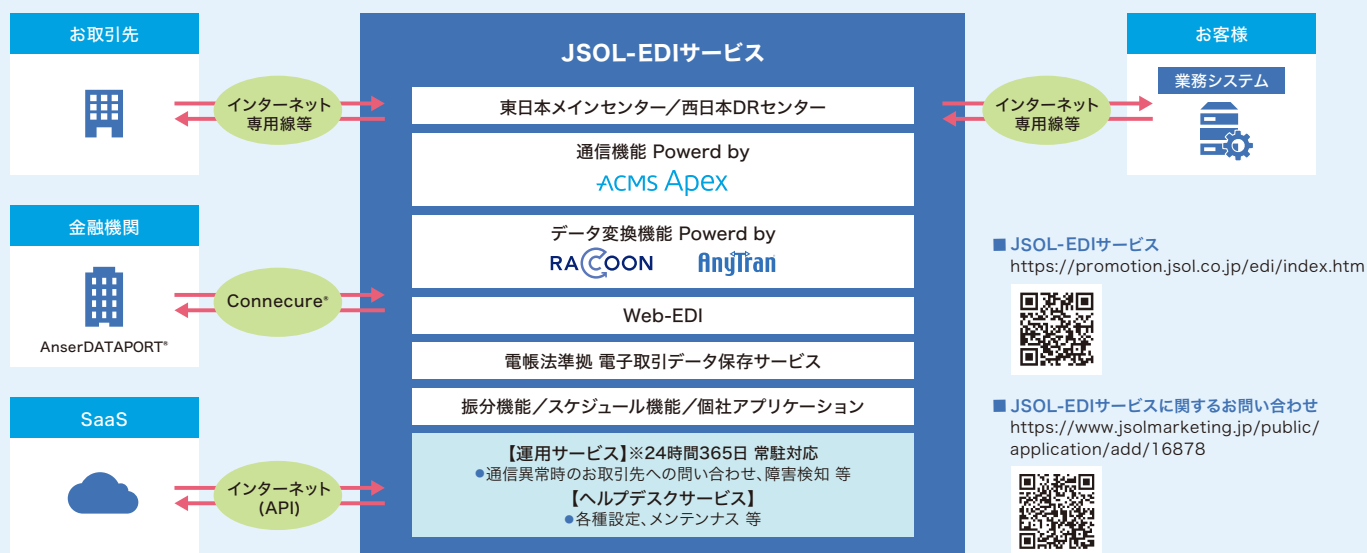 お取引先
インターネット
専用線等
金融機関
AnserDATAPORT®
Connecure®
SaaS
インターネット
(API)
JSOL-EDIサービス
東日本メインセンター／西日本DRセンター
通信機能 Powerd by
ACMS Apex
データ変換機能 Powerd by
RACCOON AnyTran
Web-EDI
電帳法準拠 電子取引データ保存サービス
振分機能／スケジュール機能／個社アプリケーション
【運用サービス】※24時間365日 常駐対応
●通信異常時のお取引先への問い合わせ、障害検知 等
【ヘルプデスクサービス】
●各種設定、メンテンナス 等
インターネット
専用線等
お客様
業務システム
■ JSOL-EDIサービス
https://promotion.jsol.co.jp/edi/index.htm
■ JSOL-EDIサービスに関するお問い合わせ
https://www.jsolmarketing.jp/public/
application/add/16878